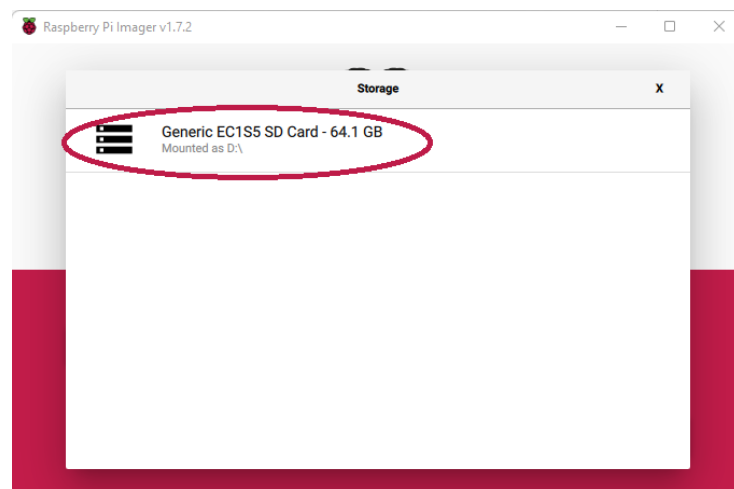 Raspberry Pi Imager v1.7.2
Storage
X
Generic EC1S5 SD Card - 64.1 GB
Mounted as D:\